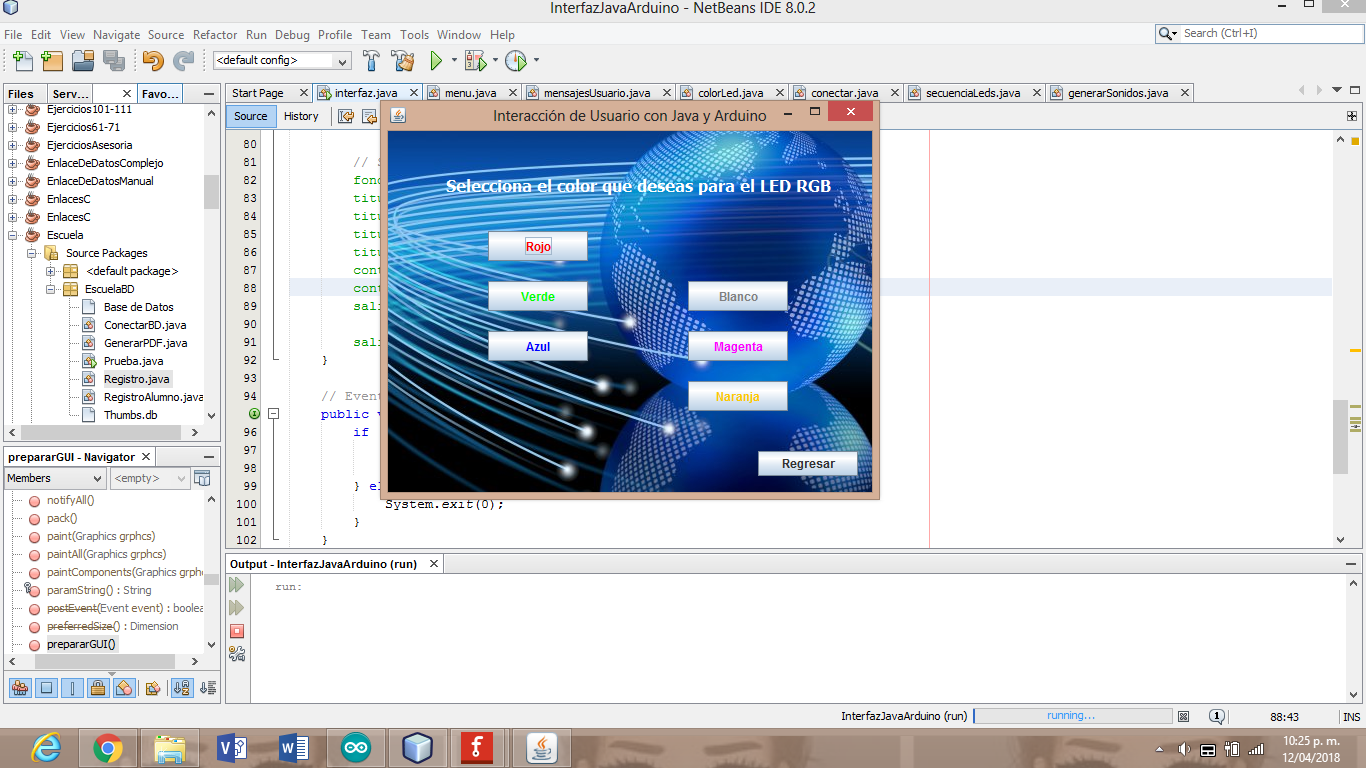 InterfazJavaArduino - NetBeans IDE 8.0.2
File Edit View Navigate Source Refactor Run Debug Profile Team Tools Window Help
Search (Ctrl+I)
<default config>
Files Serv... Favo...
Start Page interfaz.java menu.java mensajesUsuario.java colorLed.java conectar.java secuenciaLeds.java generarSonidos.java
Source History
Ejercicios101-111
Ejercicios61-71
EjerciciosAsesoria
EnlaceDeDatosComplejo
EnlaceDeDatosManual
EnlacesC
EnlacesC
Escuela
Source Packages
<default package>
EscuelaBD
Base de Datos
ConectarBD.java
GenerarPDF.java
Prueba.java
Registro.java
RegistroAlumno.java
Thumbs.db
80
81 // S
82 fond
83 titu
84 titu
85 titu
86 titu
87 cont
88 cont
89 sali
90
91 sali
92 }
93
94 // Event
public v
96 if
97
98
99 } el
100 System.exit(0);
101 }
102 }
Interacción de Usuario con Java y Arduino
Selecciona el color que deseas para el LED RGB
Rojo
Verde Blanco
Azul Magenta
Naranja
Regresar
prepararGUI - Navigator
Members <empty>
notifyAll()
pack()
paint(Graphics grphcs)
paintAll(Graphics grphcs)
paintComponents(Graphics grph
paramString() : String
postEvent(Event event) : boolea
preferredSize() : Dimension
prepararGUI()
Output - InterfazJavaArduino (run)
run:
InterfazJavaArduino (run) running... 1 88:43 INS
10:25 p. m.
12/04/2018